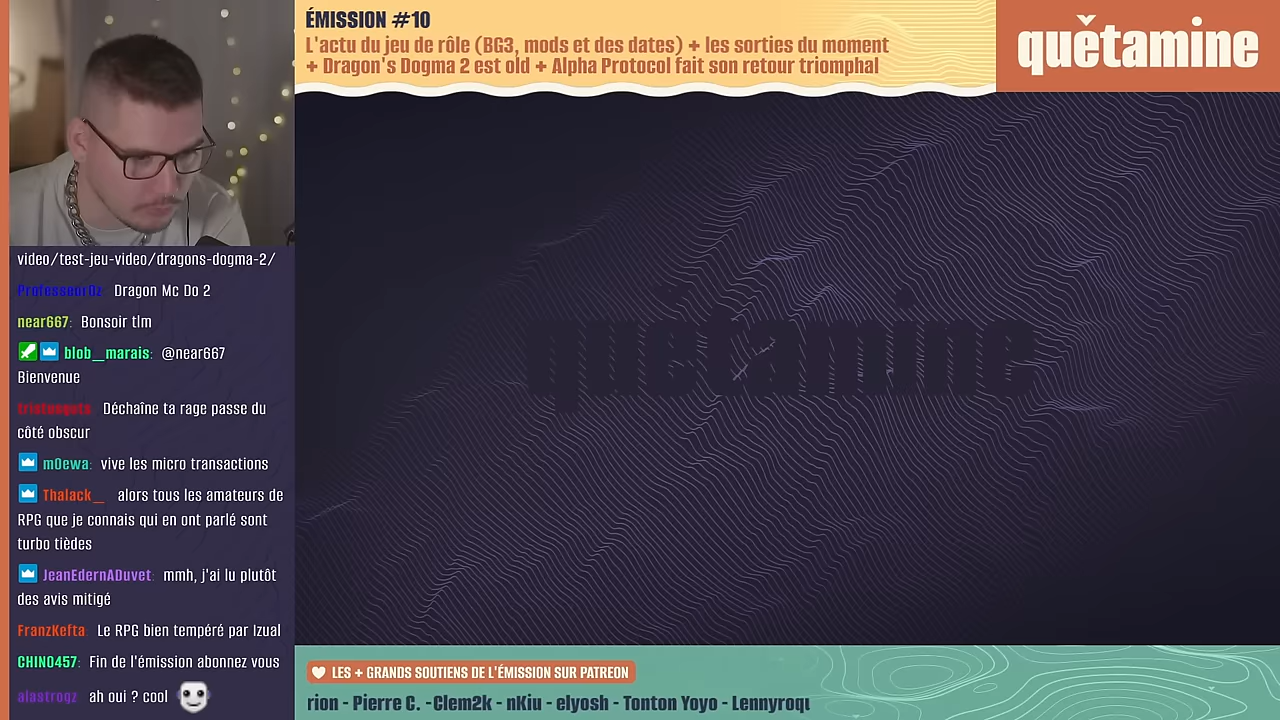 ÉMISSION #10
L'actu du jeu de rôle (BG3, mods et des dates) + les sorties du moment
+ Dragon's Dogma 2 est old + Alpha Protocol fait son retour triomphal
quětamine
video/test-jeu-video/dragons-dogma-2/
ProfesseurOz: Dragon Mc Do 2
near667: Bonsoir tlm
blob__marais: @near667
Bienvenue
Déchaîne ta rage passe du
côté obscur
m0ewa: vive les micro transactions
Thalack_ alors tous les amateurs de
RPG que je connais qui en ont parlé sont
turbo tièdes
JeanEdernADuvet: mmh, j'ai lu plutôt
des avis mitigé
FranzKefta: Le RPG bien tempéré par Izual
CHINO457: Fin de l'émission abonnez vous
alastrogz: ah oui ? cool
quětamine
LES + GRANDS SOUTIENS DE L'ÉMISSION SUR PATREON
rion - Pierre C. -Clem2k - nKiu - elyosh - Tonton Yoyo - Lennyroqu